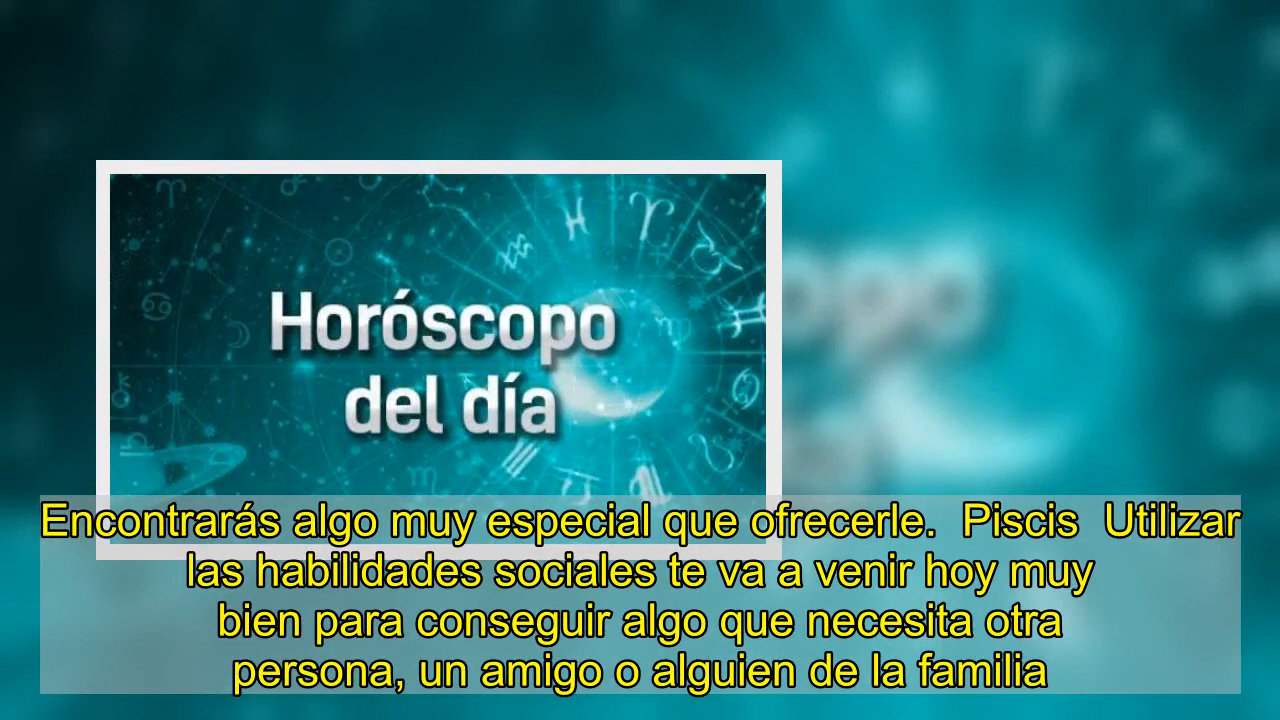 Horóscopo
del día
Encontrarás algo muy especial que ofrecerle.  Piscis  Utilizar
las habilidades sociales te va a venir hoy muy
bien para conseguir algo que necesita otra
persona, un amigo o alguien de la familia